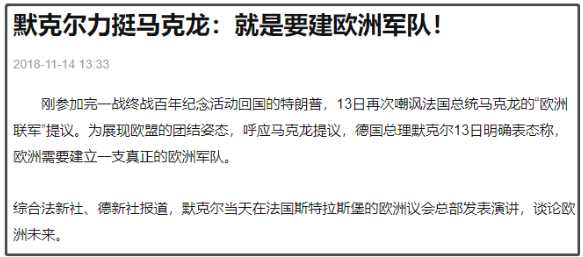 默克尔力挺马克龙：就是要建欧洲军队！
2018-11-14 13:33
刚参加完一战终战百年纪念活动回国的特朗普，13日再次嘲讽法国总统马克龙的“欧洲
联军”提议。为展现欧盟的团结姿态，呼应马克龙提议，德国总理默克尔13日明确表态称，
欧洲需要建立一支真正的欧洲军队。
综合法新社、德新社报道，默克尔当天在法国斯特拉斯堡的欧洲议会总部发表演讲，谈论欧
洲未来。